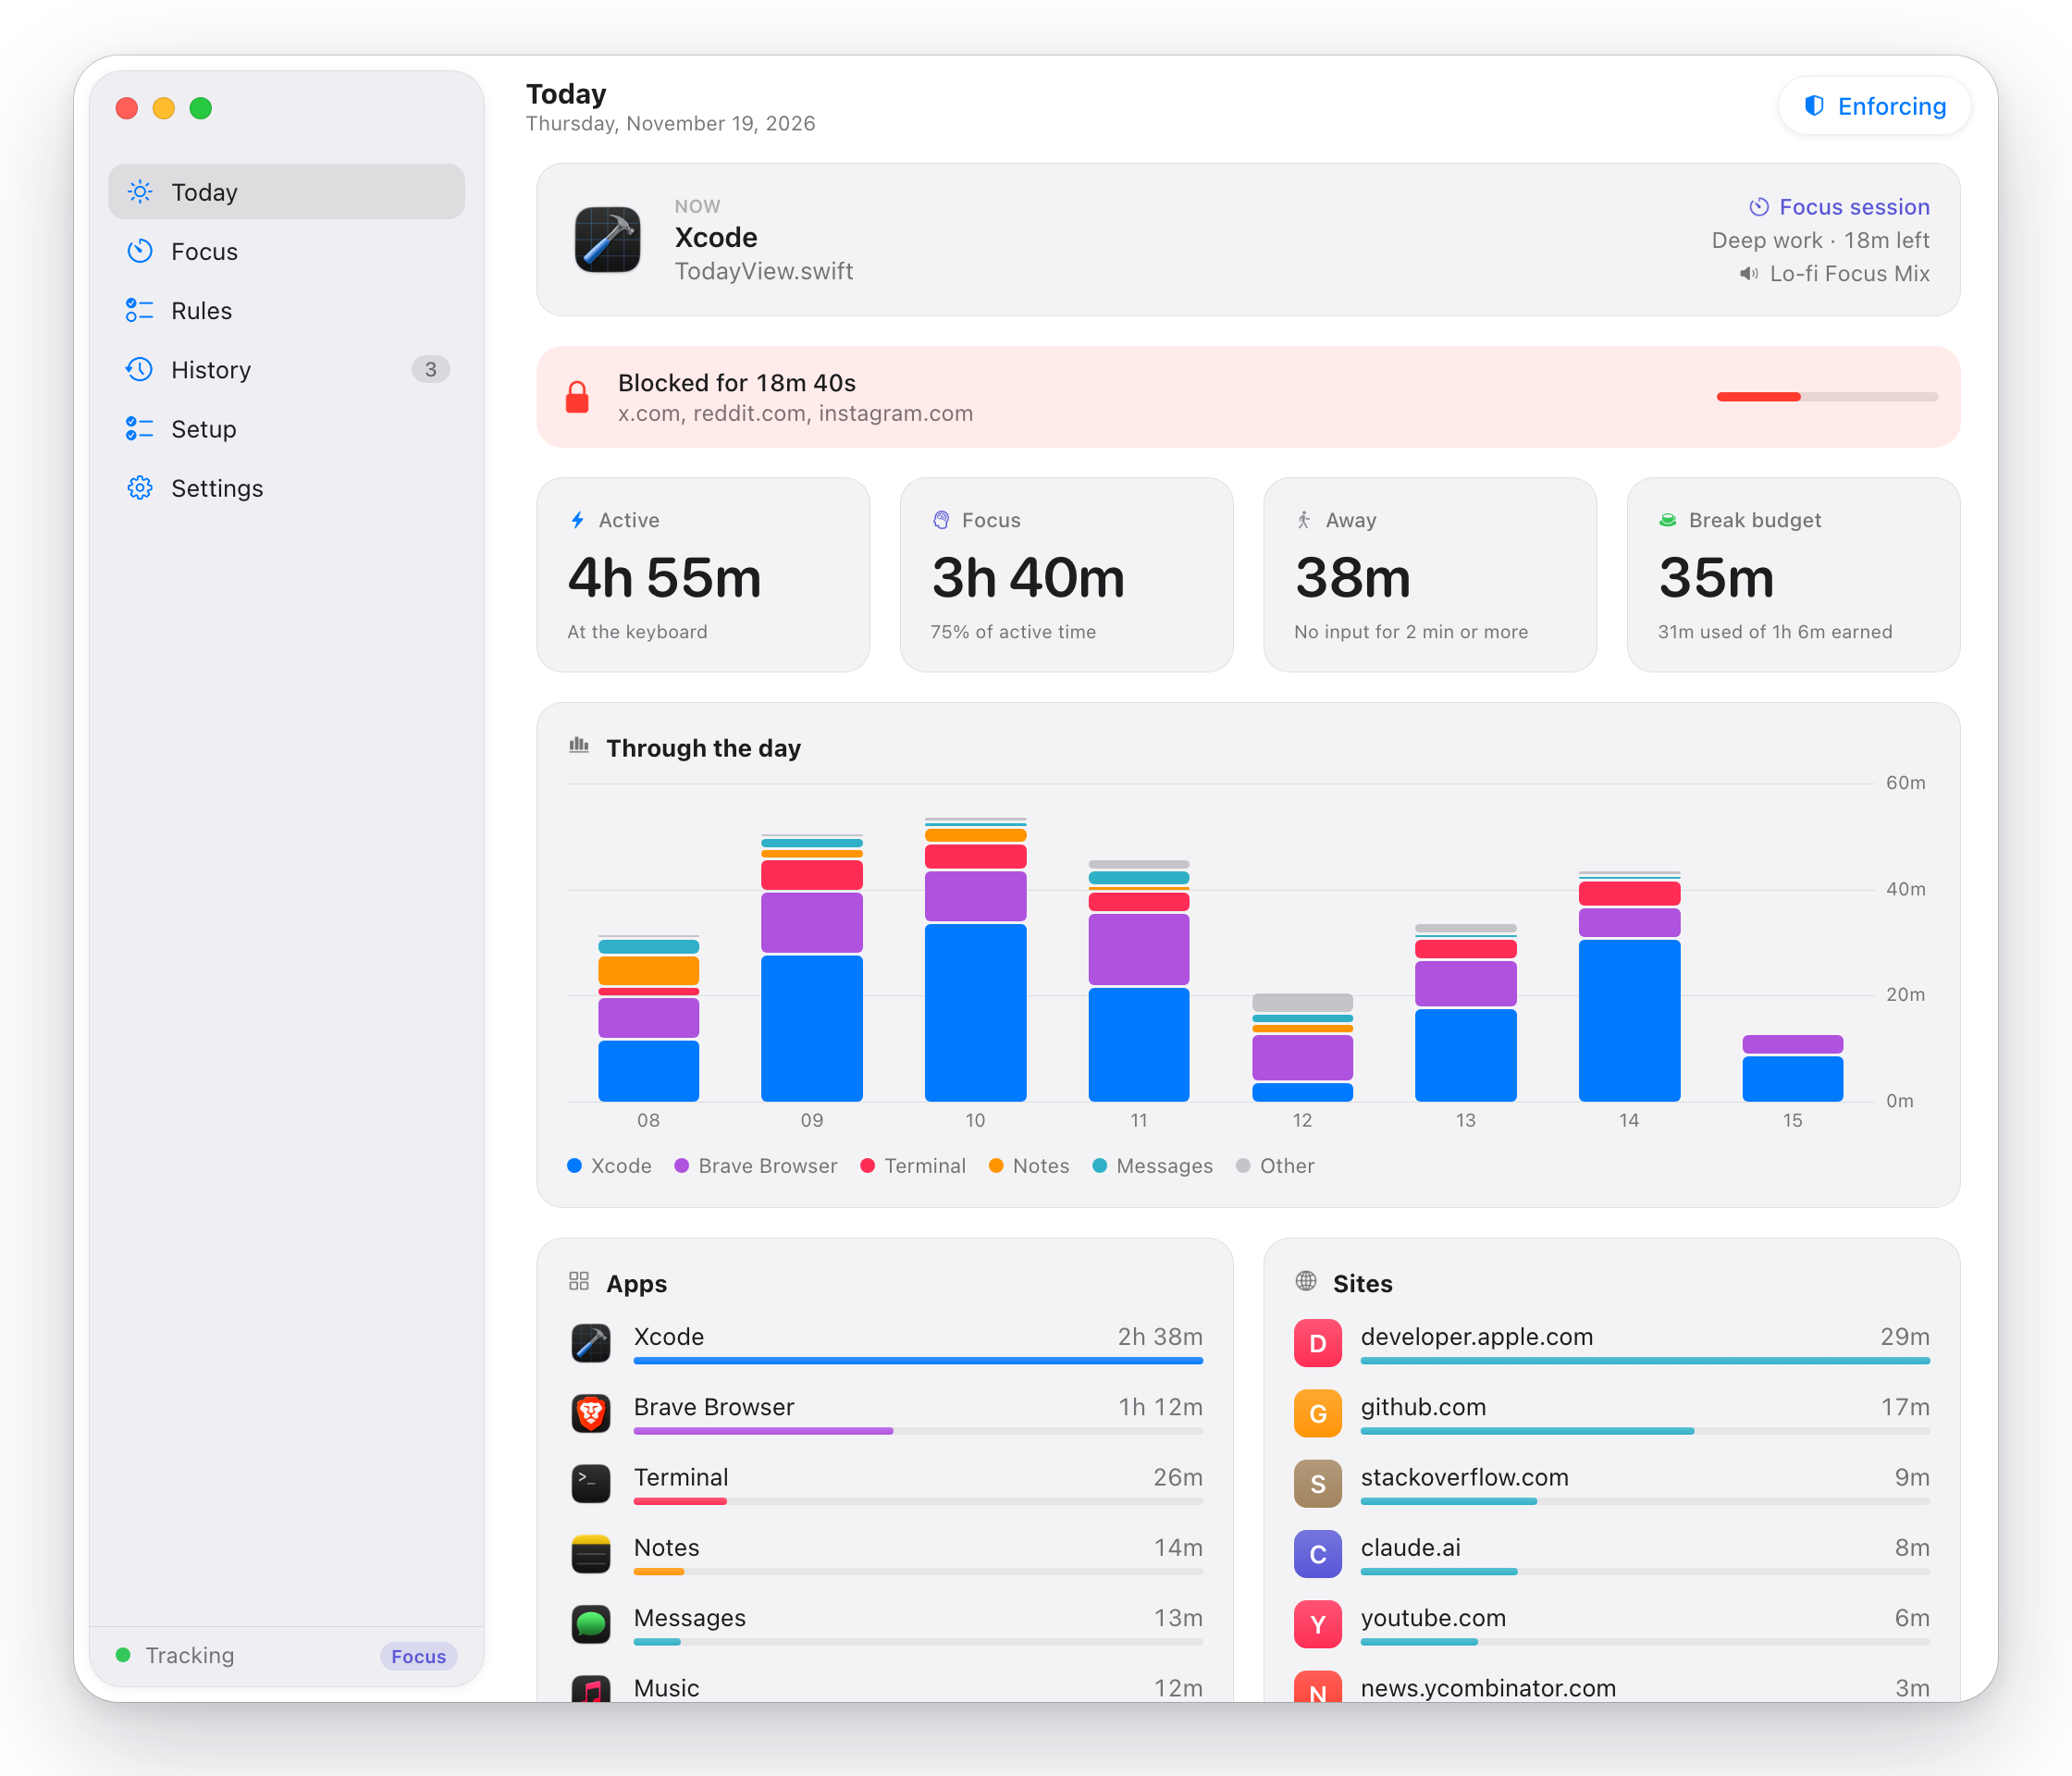 Today
Focus
Rules
History 3
Setup
Settings
Tracking Focus
Today
Thursday, November 19, 2026
Enforcing
NOW
Xcode
TodayView.swift
Focus session
Deep work · 18m left
Lo-fi Focus Mix
Blocked for 18m 40s
x.com, reddit.com, instagram.com
Active
4h 55m
At the keyboard
Focus
3h 40m
75% of active time
Away
38m
No input for 2 min or more
Break budget
35m
31m used of 1h 6m earned
Through the day
60m
40m
20m
0m
08 09 10 11 12 13 14 15
Xcode Brave Browser Terminal Notes Messages Other
Apps
Xcode 2h 38m
Brave Browser 1h 12m
>_ Terminal 26m
Notes 14m
Messages 13m
Music 12m
Sites
D developer.apple.com 29m
G github.com 17m
S stackoverflow.com 9m
C claude.ai 8m
Y youtube.com 6m
N news.ycombinator.com 3m